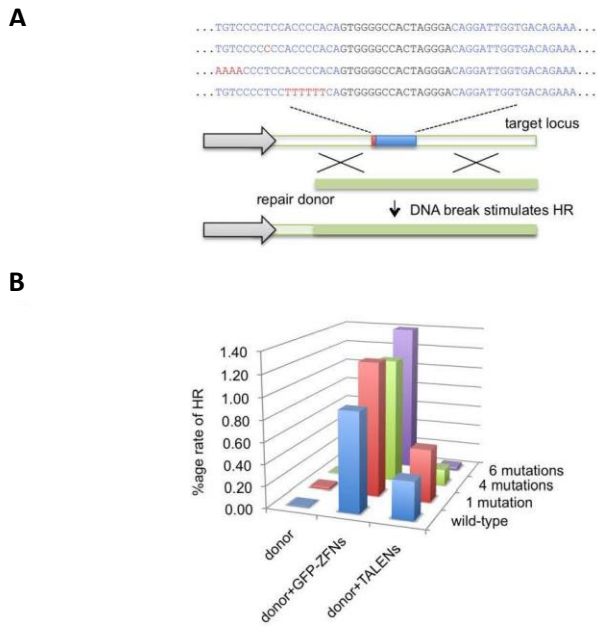 A
...TGTCCCCTCCACCCCACAGTGGGGCCACTAGGGACAGGATTGGTGACAGAAA...
...TGTCCCCTCCCCCCCACAGTGGGGCCACTAGGGACAGGATTGGTGACAGAAA...
...AAAACCCTCCACCCCACAGTGGGGCCACTAGGGACAGGATTGGTGACAGAAA...
...TGTCCCCTCCTTTTTTCAGTGGGGCCACTAGGGACAGGATTGGTGACAGAAA...
target locus
repair donor
DNA break stimulates HR
B
%age rate of HR
1.40
1.20
1.00
0.80
0.60
0.40
0.20
0.00
donor
donor+GFP-ZFNs
donor+TALENs
6 mutations
4 mutations
1 mutation
wild-type